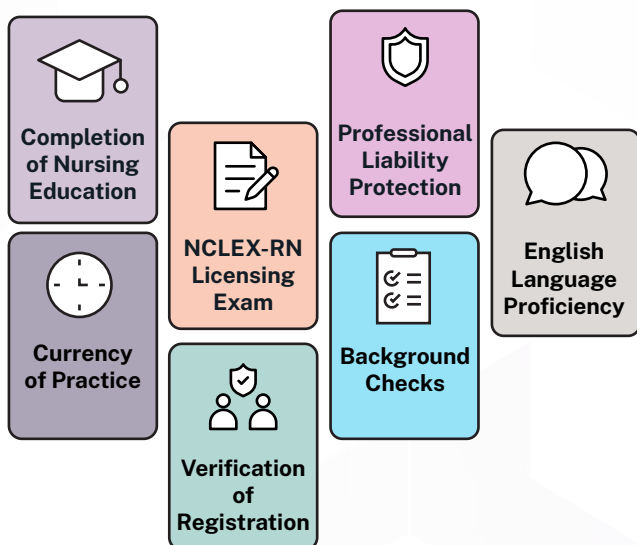 Completion
of Nursing
Education
Currency
of Practice
NCLEX-RN
Licensing
Exam
Verification
of
Registration
Professional
Liability
Protection
Background
Checks
English
Language
Proficiency